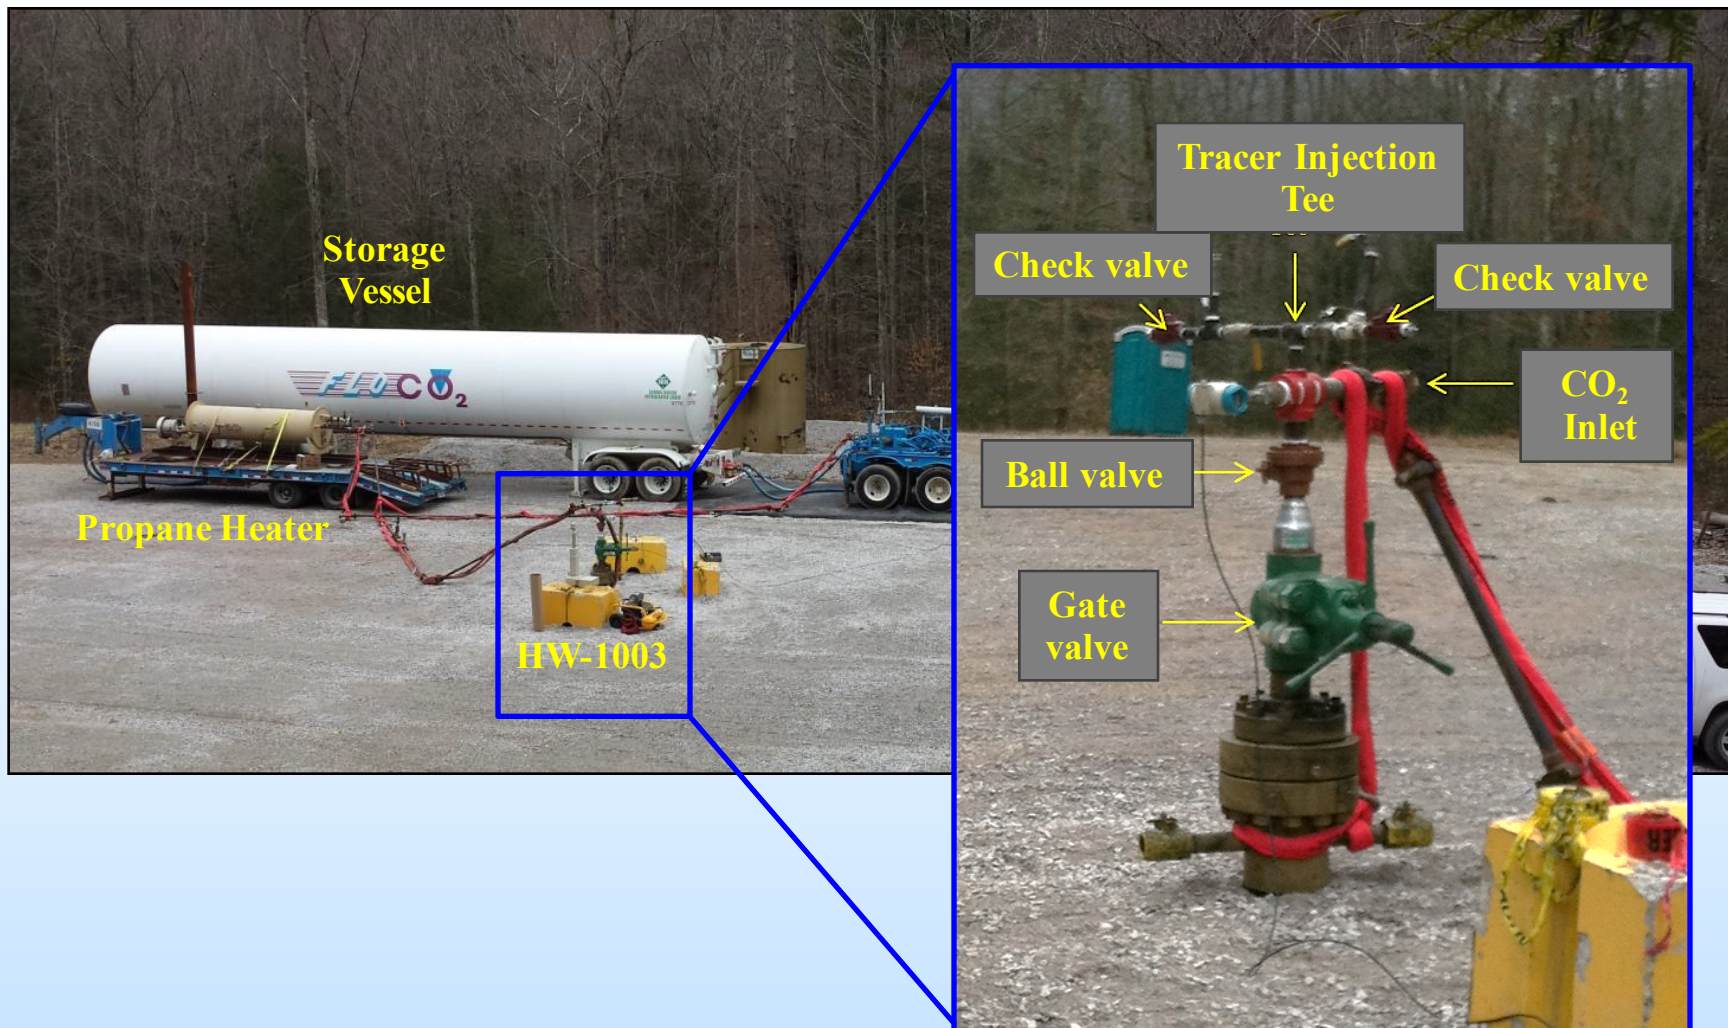 Storage
Vessel
FLOCO2
Propane Heater
HW-1003
Tracer Injection
Tee
Check valve
Check valve
CO₂
Inlet
Ball valve
Gate
valve